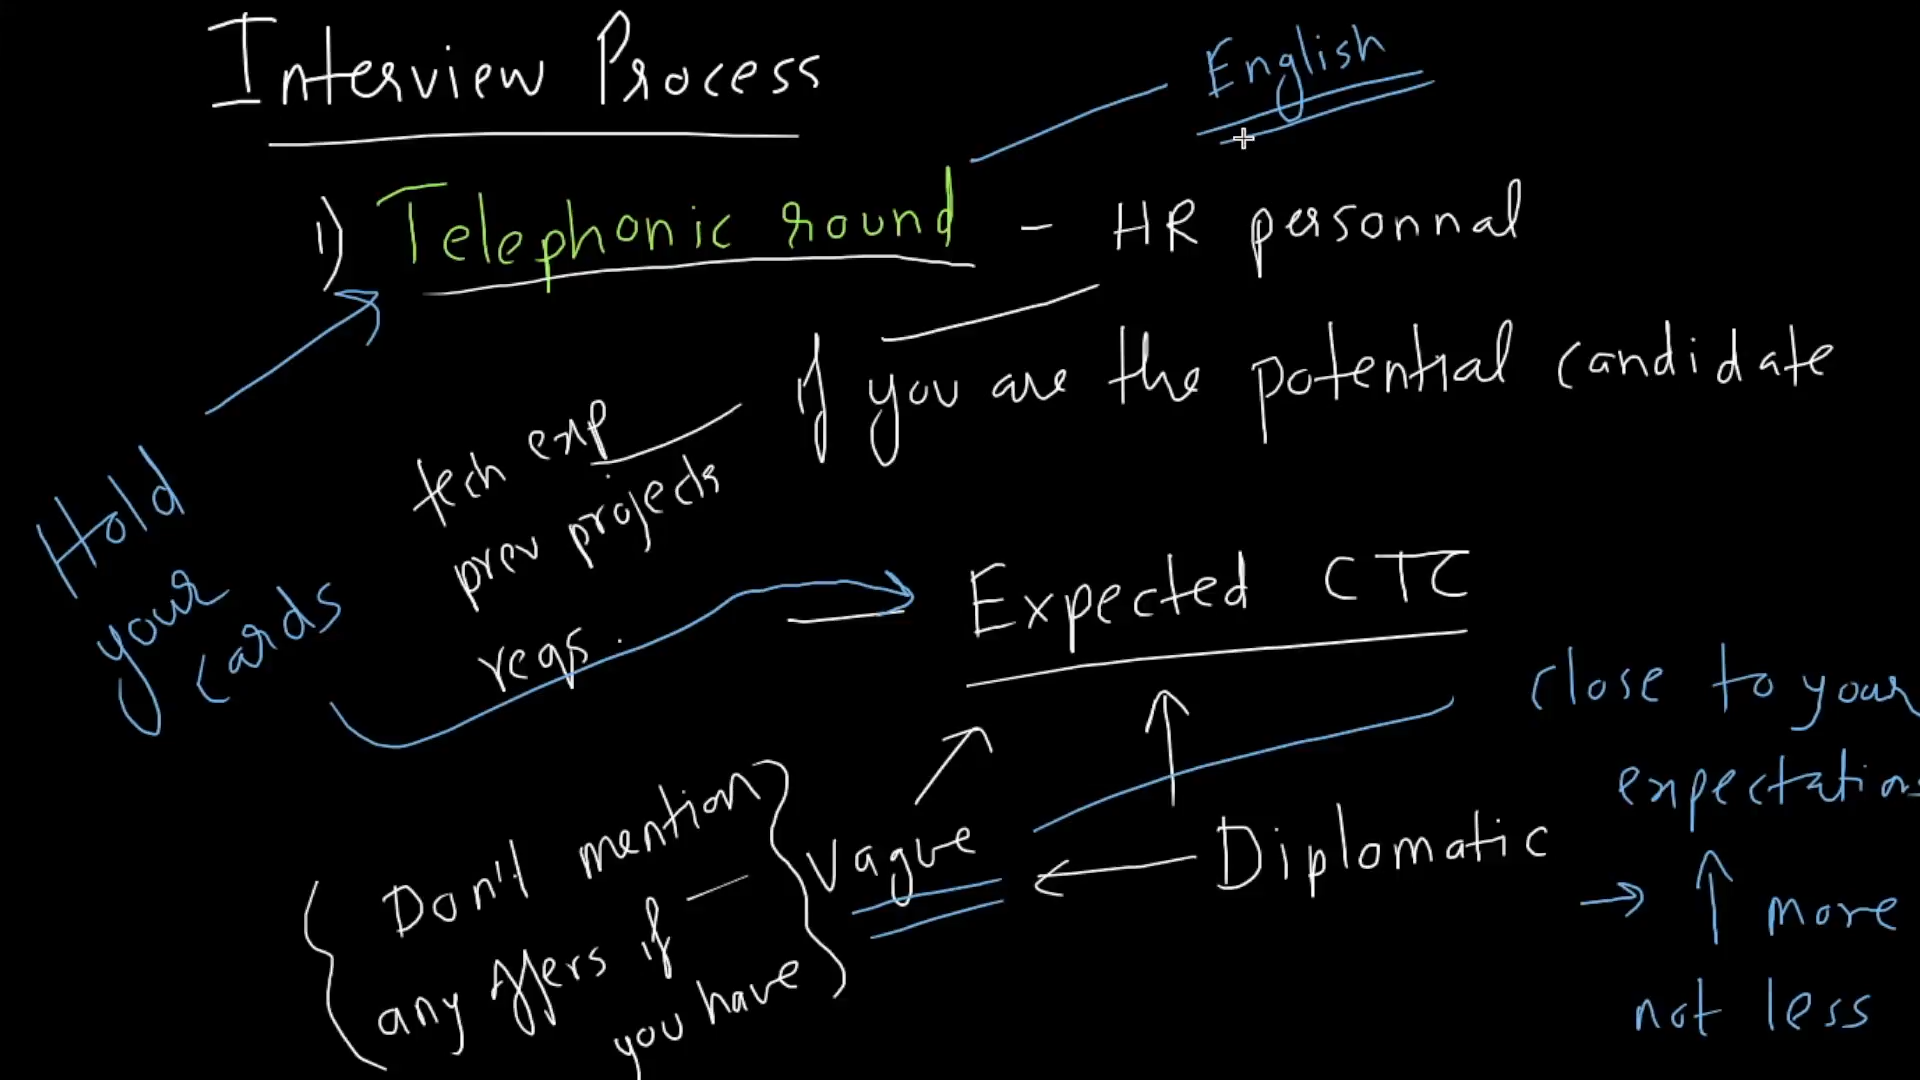 Interview Process
English
1) Telephonic round - HR personnal
if you are the potential candidate
tech exp
prev projects
reqs.
Hold
your
cards
Expected CTC
close to your
expectations
↑ more
not less
Vague ← Diplomatic →
{ Don't mention
any offers if —
you have }